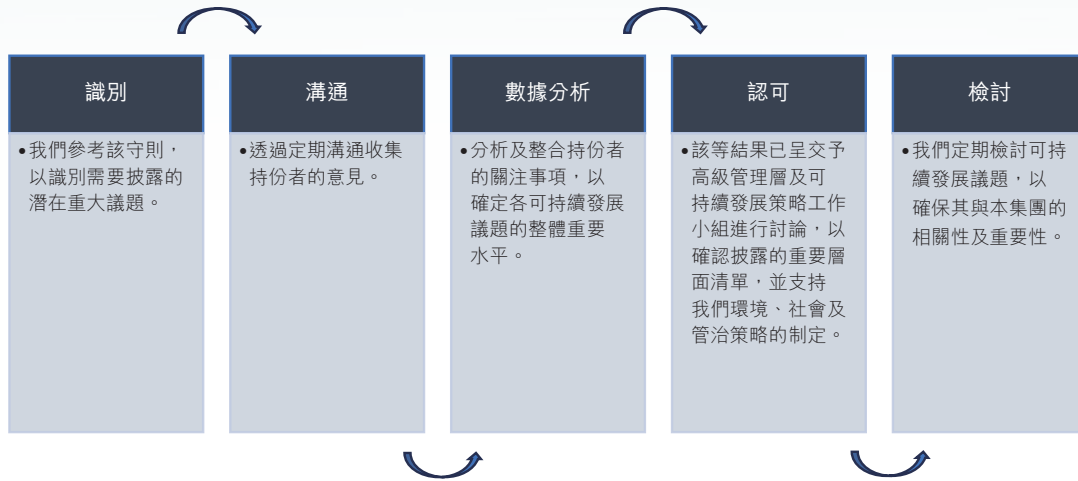 識別
•我們參考該守則，
以識別需要披露的
潛在重大議題。
溝通
•透過定期溝通收集
持份者的意見。
數據分析
•分析及整合持份者
的關注事項，以
確定各可持續發展
議題的整體重要
水平。
認可
•該等結果已呈交予
高級管理層及可
持續發展策略工作
小組進行討論，以
確認披露的重要層
面清單，並支持
我們環境、社會及
管治策略的制定。
檢討
•我們定期檢討可持
續發展議題，以
確保其與本集團的
相關性及重要性。